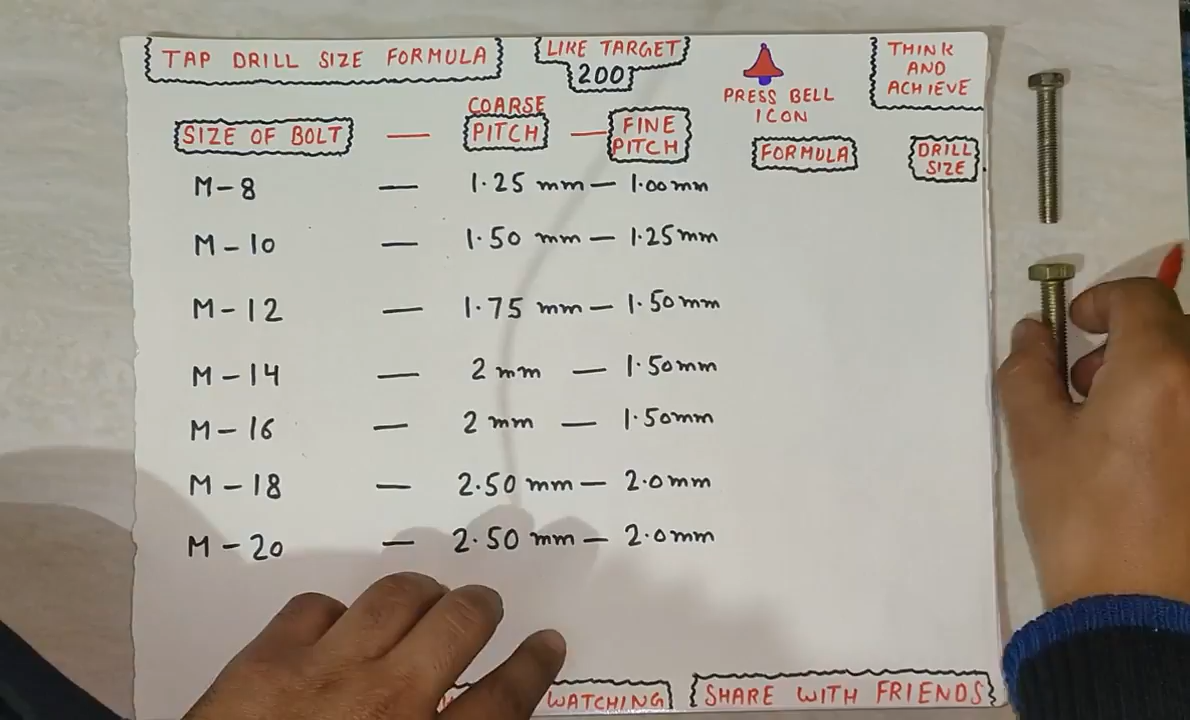 TAP DRILL SIZE FORMULA
LIKE TARGET
200
PRESS BELL
ICON
THINK
AND
ACHIEVE
SIZE OF BOLT — COARSE PITCH — FINE PITCH
FORMULA
DRILL SIZE
M-8 — 1.25 mm — 1.00mm
M-10 — 1.50 mm — 1.25mm
M-12 — 1.75 mm — 1.50mm
M-14 — 2 mm — 1.50mm
M-16 — 2 mm — 1.50mm
M-18 — 2.50 mm — 2.0mm
M-20 — 2.50 mm — 2.0mm
WATCHING
SHARE WITH FRIENDS